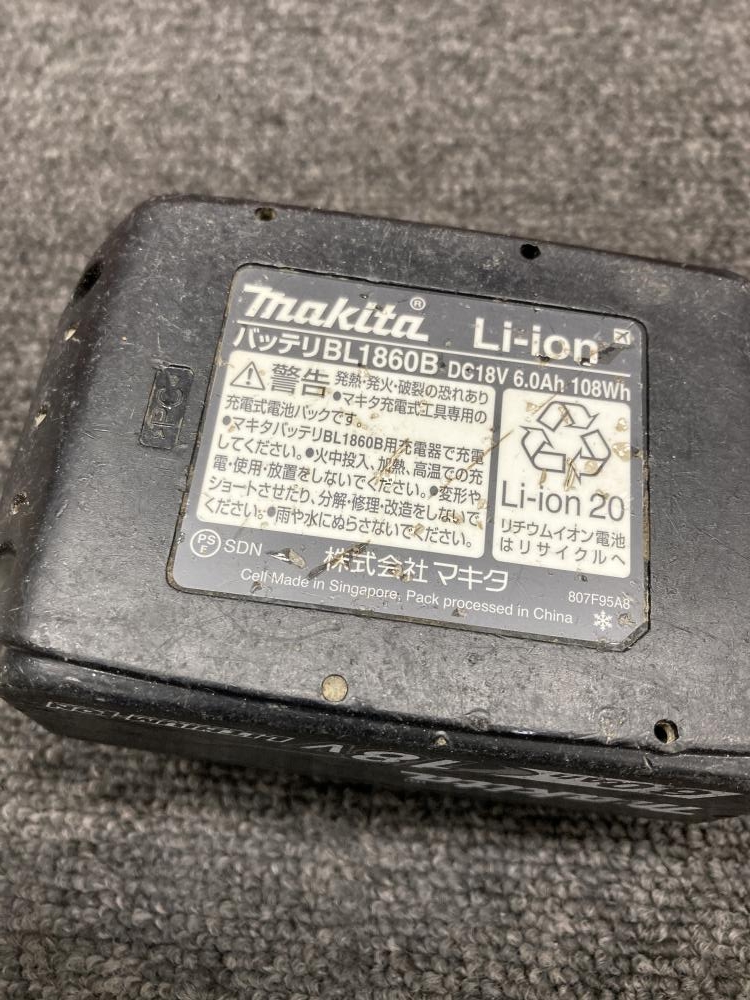 makita® Li-ion
バッテリBL1860B DC18V 6.0Ah 108Wh
警告 発熱・発火・破裂の恐れあり
●マキタ充電式工具専用の
充電式電池パックです。
●マキタバッテリBL1860B用充電器で充電
してください。●火中投入、加熱、高温での充
電・使用・放置をしないでください。●変形や
ショートさせたり、分解・修理・改造をしないで
ください。●雨や水にぬらさないでください。
Li-ion 20
リチウムイオン電池
はリサイクルへ
PS
E SDN
株式会社マキタ
Cell Made in Singapore, Pack processed in China
807F95A8
PC
18V
makita